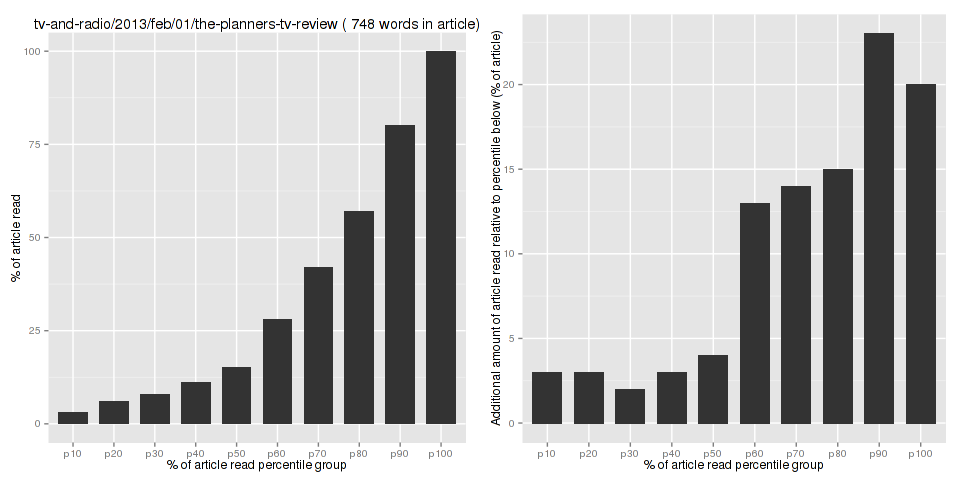 tv-and-radio/2013/feb/01/the-planners-tv-review ( 748 words in article)
% of article read
100
75
50
25
0
p10 p20 p30 p40 p50 p60 p70 p80 p90 p100
% of article read percentile group
Additional amount of article read relative to percentile below (% of article)
20
15
10
5
0
p10 p20 p30 p40 p50 p60 p70 p80 p90 p100
% of article read percentile group